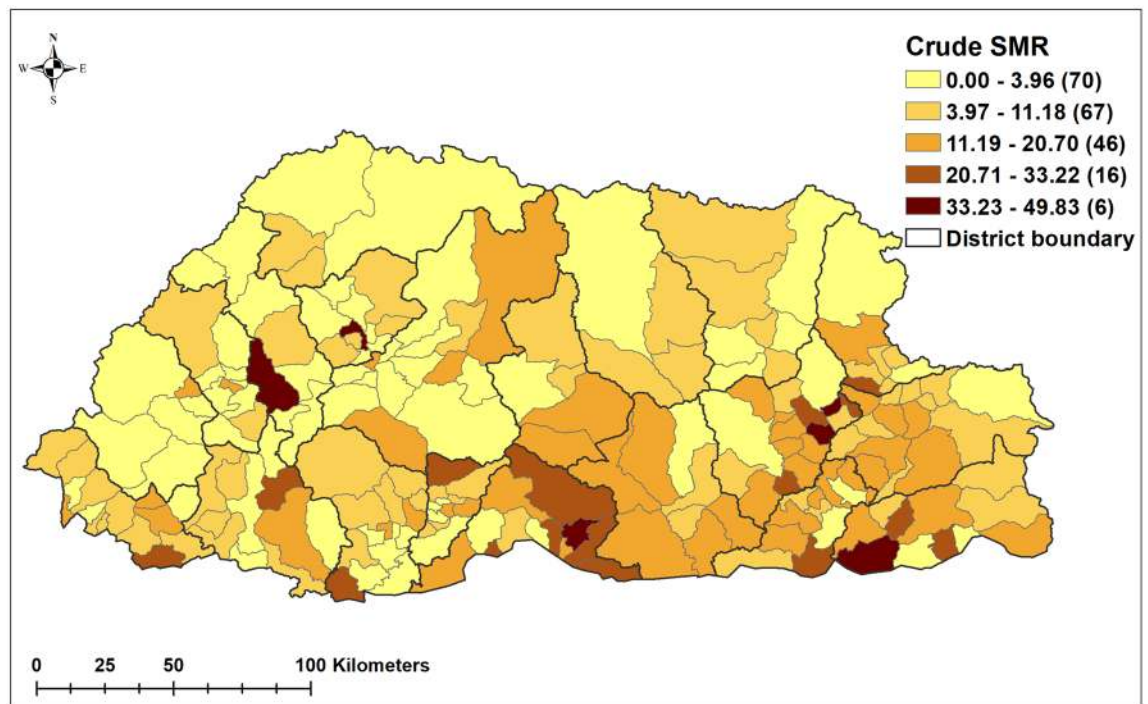 N
W E
S
Crude SMR
0.00 - 3.96 (70)
3.97 - 11.18 (67)
11.19 - 20.70 (46)
20.71 - 33.22 (16)
33.23 - 49.83 (6)
District boundary
0 25 50 100 Kilometers